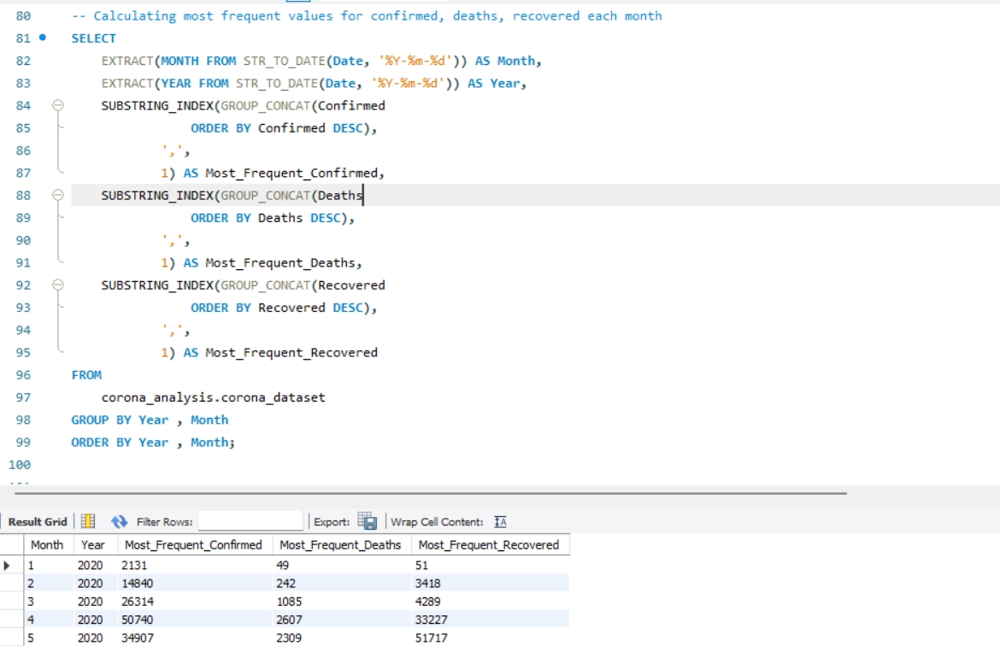 80 -- Calculating most frequent values for confirmed, deaths, recovered each month
81 SELECT
82 EXTRACT(MONTH FROM STR_TO_DATE(Date, '%Y-%m-%d')) AS Month,
83 EXTRACT(YEAR FROM STR_TO_DATE(Date, '%Y-%m-%d')) AS Year,
84 SUBSTRING_INDEX(GROUP_CONCAT(Confirmed
85 ORDER BY Confirmed DESC),
86 ',',
87 1) AS Most_Frequent_Confirmed,
88 SUBSTRING_INDEX(GROUP_CONCAT(Deaths
89 ORDER BY Deaths DESC),
90 ',',
91 1) AS Most_Frequent_Deaths,
92 SUBSTRING_INDEX(GROUP_CONCAT(Recovered
93 ORDER BY Recovered DESC),
94 ',',
95 1) AS Most_Frequent_Recovered
96 FROM
97 corona_analysis.corona_dataset
98 GROUP BY Year , Month
99 ORDER BY Year , Month;
100
Result Grid Filter Rows: Export: Wrap Cell Content:
Month Year Most_Frequent_Confirmed Most_Frequent_Deaths Most_Frequent_Recovered
1 2020 2131 49 51
2 2020 14840 242 3418
3 2020 26314 1085 4289
4 2020 50740 2607 33227
5 2020 34907 2309 51717